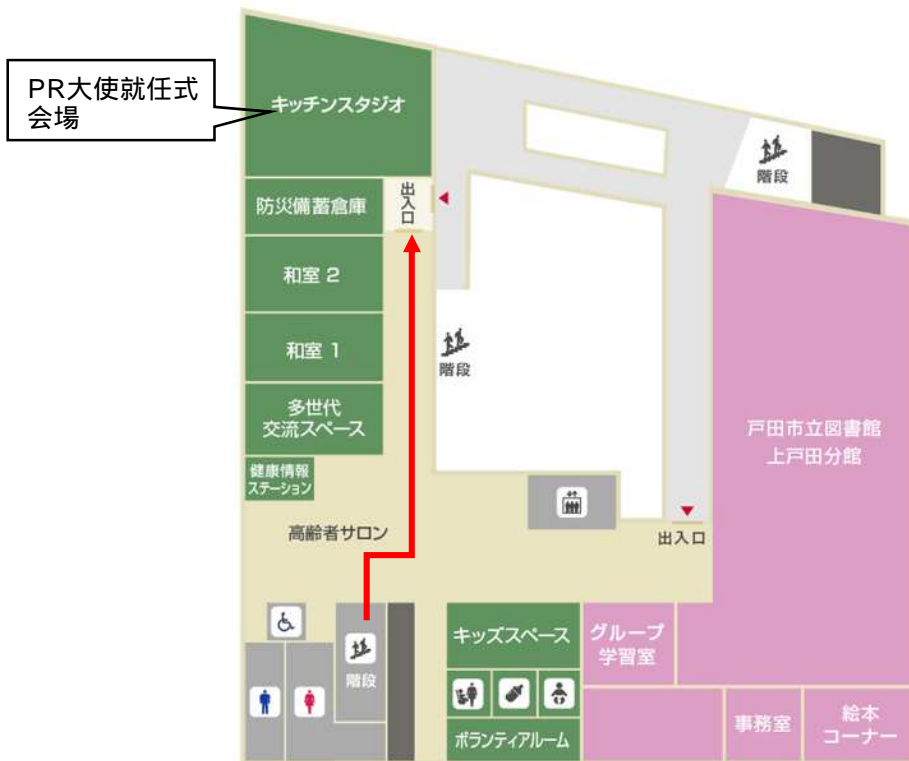 PR大使就任式
会場
キッチンスタジオ
階段
防災備蓄倉庫
出入口
和室 2
和室 1
階段
多世代
交流スペース
戸田市立図書館
上戸田分館
健康情報
ステーション
高齢者サロン
出入口
キッズスペース
グループ
学習室
階段
ボランティアルーム
事務室
絵本
コーナー